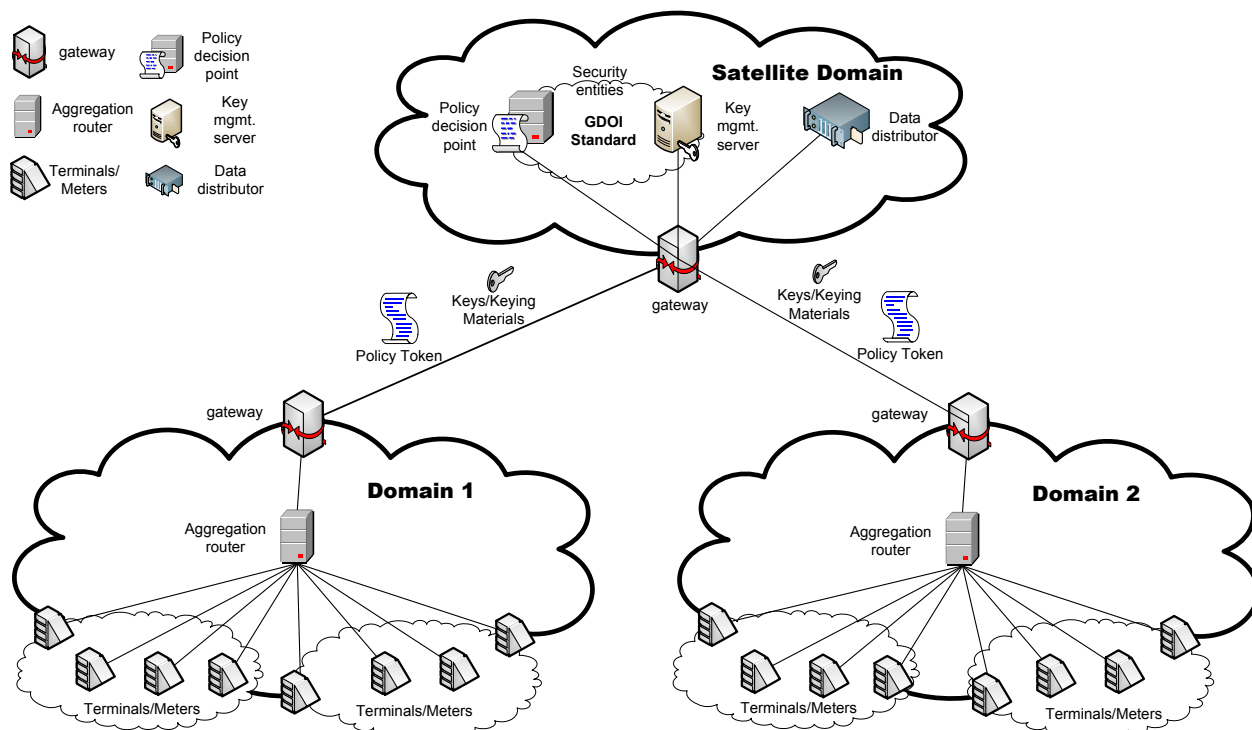 gateway
Policy
decision
point
Aggregation
router
Key
mgmt.
server
Terminals/
Meters
Data
distributor
Satellite Domain
Security
entities
Policy
decision
point
GDOI
Standard
Key
mgmt.
server
Data
distributor
gateway
Keys/Keying
Materials
Policy Token
Keys/Keying
Materials
Policy Token
gateway
Domain 1
Aggregation
router
Terminals/Meters
Terminals/Meters
gateway
Domain 2
Aggregation
router
Terminals/Meters
Terminals/Meters